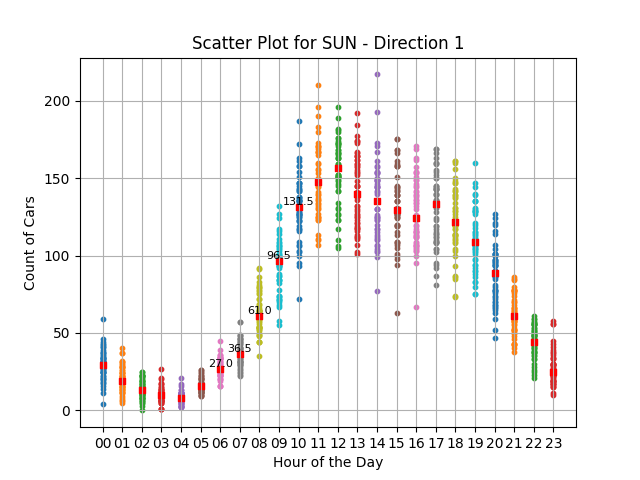 Scatter Plot for SUN - Direction 1
Count of Cars
200
150
100
50
0
131.5
96.5
61.0
36.5
27.0
00 01 02 03 04 05 06 07 08 09 10 11 12 13 14 15 16 17 18 19 20 21 22 23
Hour of the Day